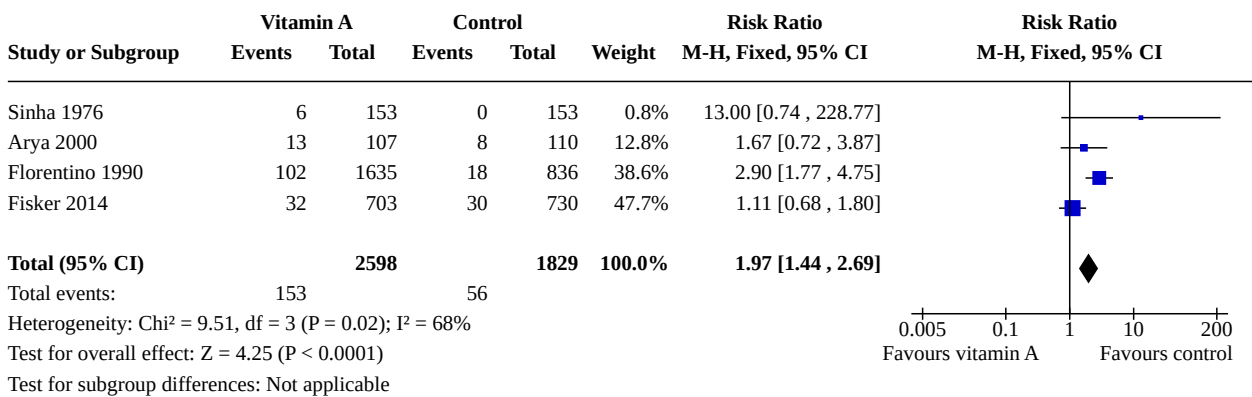 Vitamin A Control Risk Ratio Risk Ratio
Study or Subgroup Events Total Events Total Weight M-H, Fixed, 95% CI M-H, Fixed, 95% CI
Sinha 1976 6 153 0 153 0.8% 13.00 [0.74 , 228.77]
Arya 2000 13 107 8 110 12.8% 1.67 [0.72 , 3.87]
Florentino 1990 102 1635 18 836 38.6% 2.90 [1.77 , 4.75]
Fisker 2014 32 703 30 730 47.7% 1.11 [0.68 , 1.80]
Total (95% CI) 2598 1829 100.0% 1.97 [1.44 , 2.69]
Total events: 153 56
Heterogeneity: Chi² = 9.51, df = 3 (P = 0.02); I² = 68%
Test for overall effect: Z = 4.25 (P < 0.0001)
Test for subgroup differences: Not applicable
0.005 0.1 1 10 200
Favours vitamin A Favours control